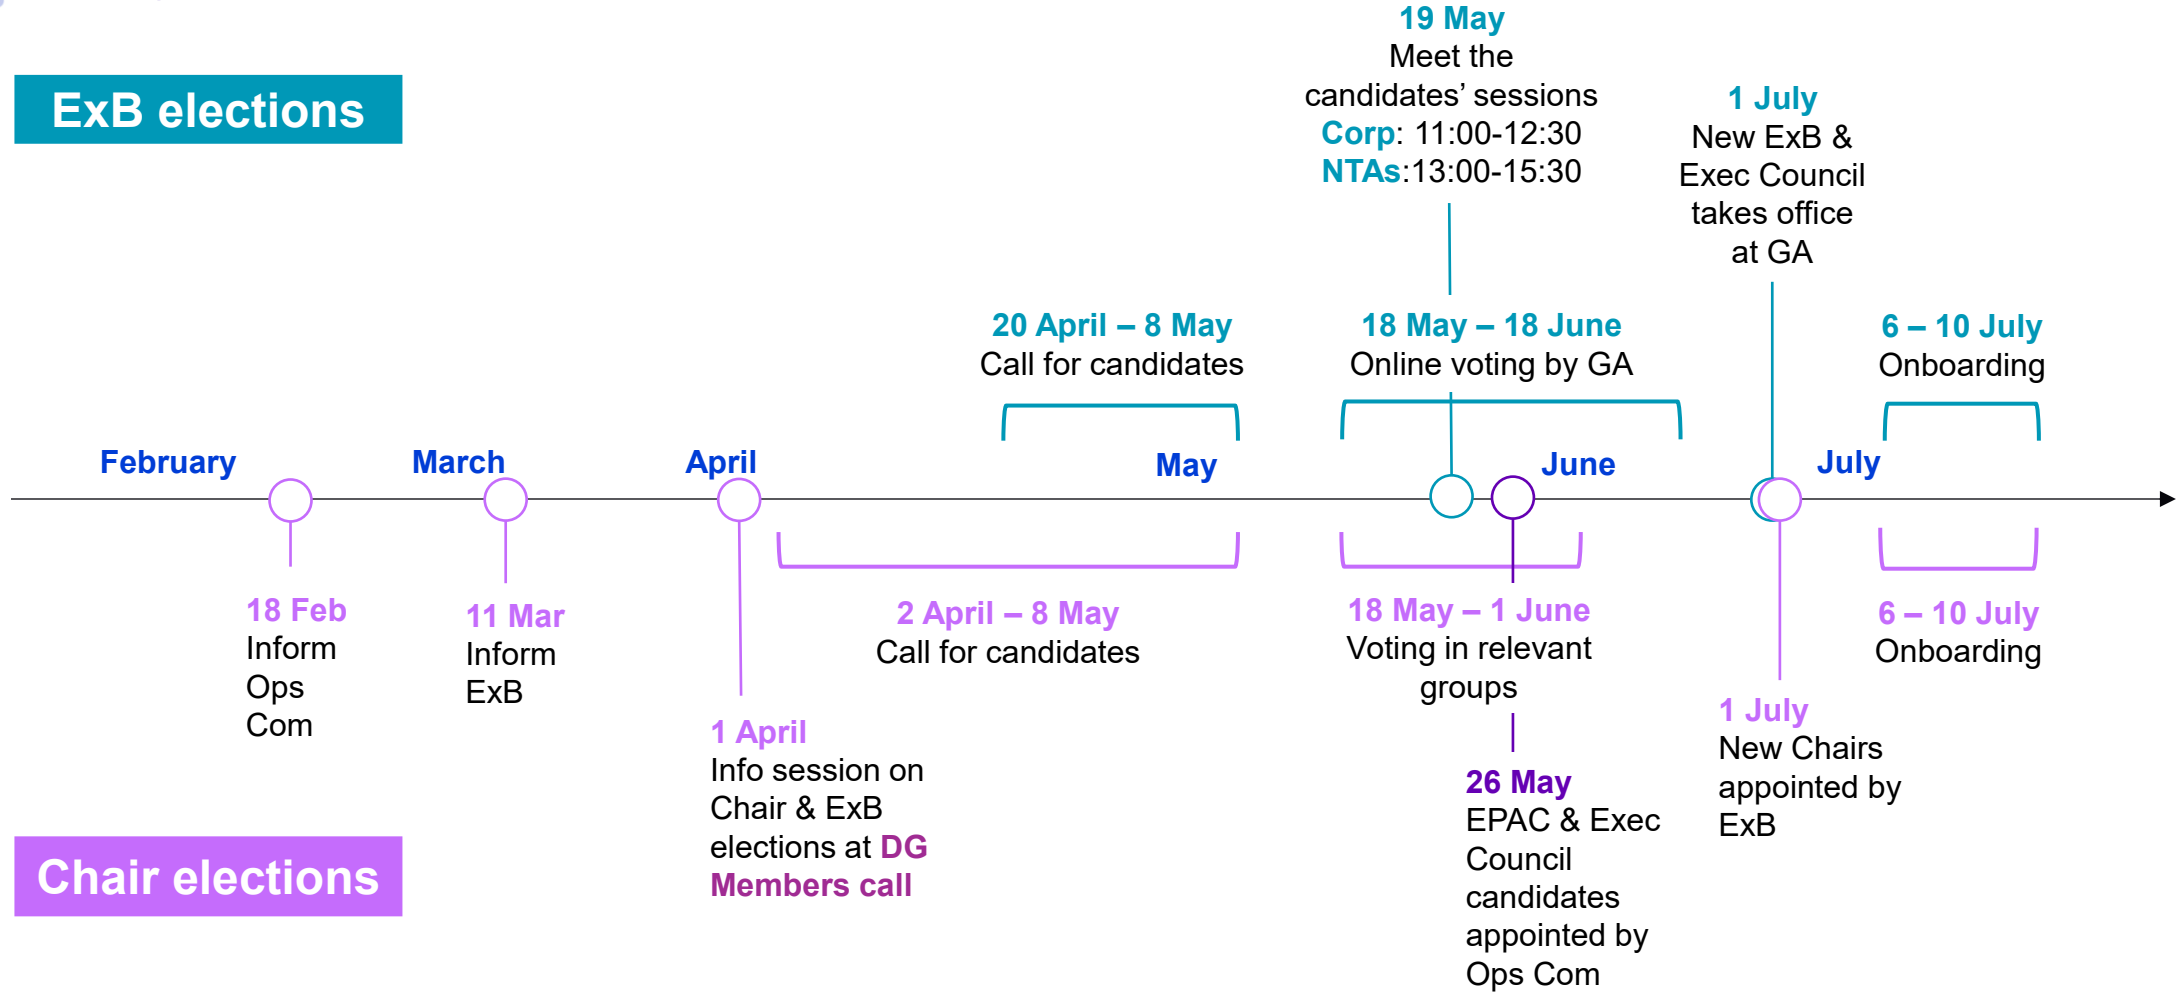 19 May
Meet the
candidates’ sessions
Corp: 11:00-12:30
NTAs:13:00-15:30
ExB elections
1 July
New ExB &
Exec Council
takes office
at GA
20 April – 8 May
Call for candidates
18 May – 18 June
Online voting by GA
6 – 10 July
Onboarding
February
March
April
May
June
July
18 Feb
Inform
Ops
Com
11 Mar
Inform
ExB
1 April
Info session on
Chair & ExB
elections at DG
Members call
2 April – 8 May
Call for candidates
18 May – 1 June
Voting in relevant
groups
26 May
EPAC & Exec
Council
candidates
appointed by
Ops Com
1 July
New Chairs
appointed by
ExB
6 – 10 July
Onboarding
Chair elections